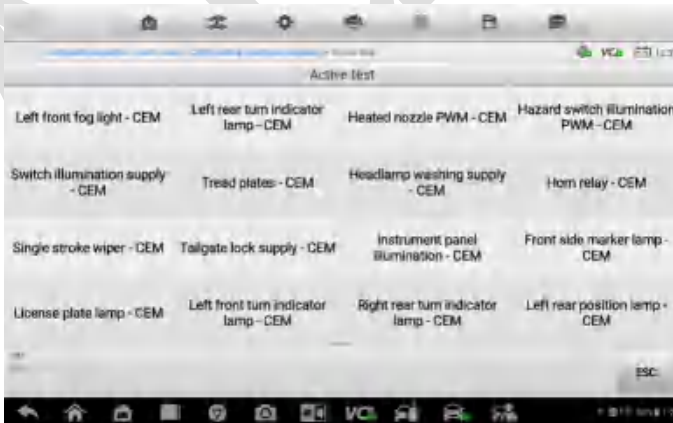 VCI
Active test
Left front fog light - CEM
Left rear turn indicator
lamp - CEM
Heated nozzle PWM - CEM
Hazard switch illumination
PWM - CEM
Switch illumination supply
- CEM
Tread plates - CEM
Headlamp washing supply
- CEM
Horn relay - CEM
Single stroke wiper - CEM
Tailgate lock supply - CEM
Instrument panel
illumination - CEM
Front side marker lamp -
CEM
License plate lamp - CEM
Left front turn indicator
lamp - CEM
Right rear turn indicator
lamp - CEM
Left rear position lamp -
CEM
ESC
VCI